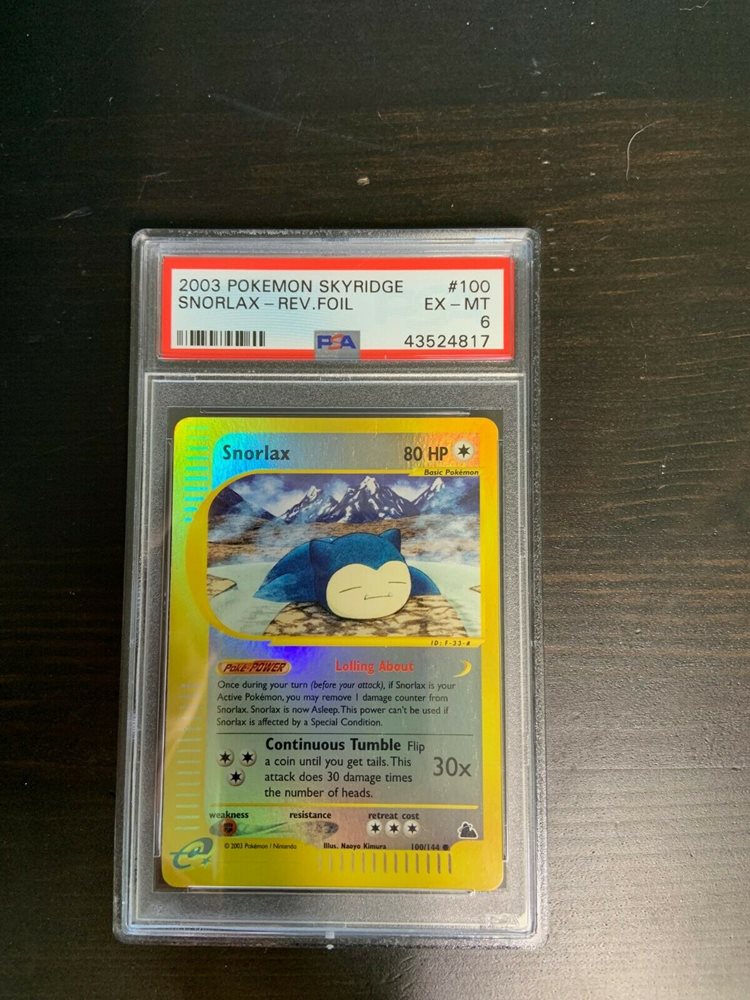 2003 POKEMON SKYRIDGE #100
SNORLAX – REV.FOIL EX – MT
6
PSA 43524817
Snorlax 80 HP
Basic Pokémon
ID: F-33-#
Poké-POWER Lolling About
Once during your turn (before your attack), if Snorlax is your
Active Pokémon, you may remove 1 damage counter from
Snorlax. Snorlax is now Asleep. This power can't be used if
Snorlax is affected by a Special Condition.
Continuous Tumble Flip
a coin until you get tails. This
attack does 30 damage times
the number of heads.
30x
weakness resistance retreat cost
e
© 2003 Pokémon / Nintendo Illus. Naoyo Kimura 100/144